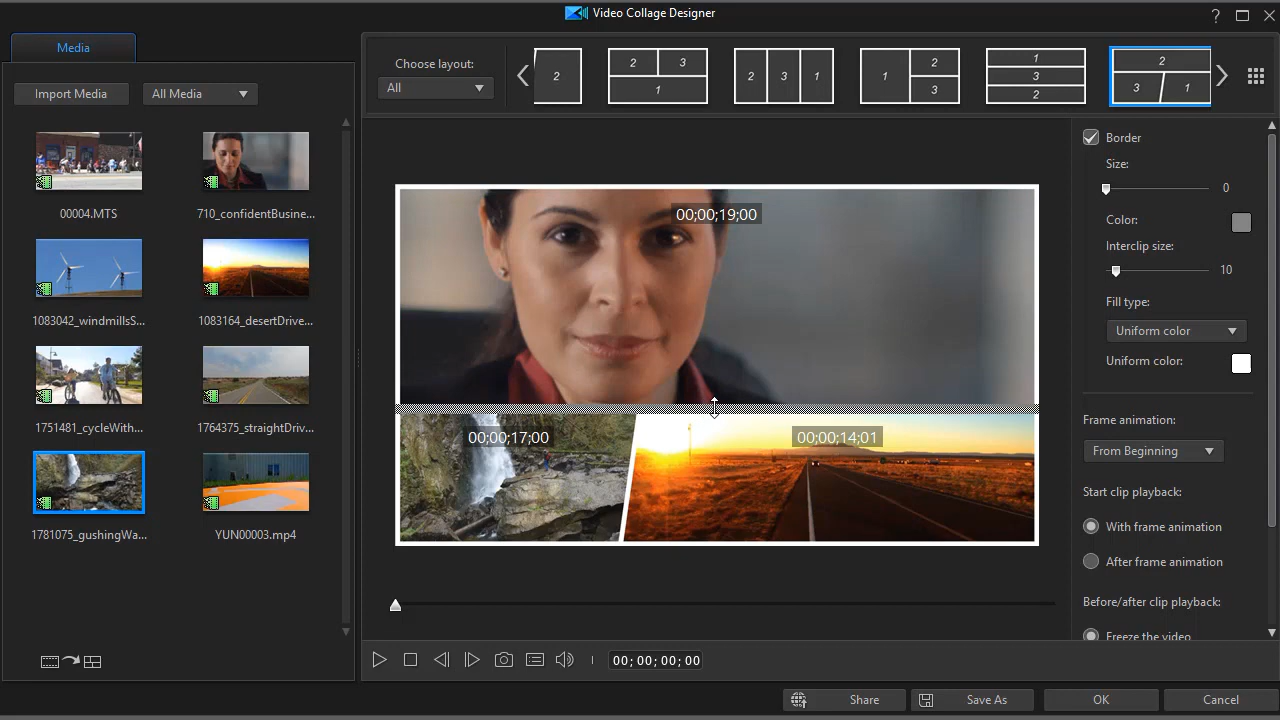 Video Collage Designer
?
Media
Import Media
All Media
00004.MTS
710_confidentBusine...
1083042_windmillsS...
1083164_desertDrive...
1751481_cycleWith...
1764375_straightDriv...
1781075_gushingWa...
YUN00003.mp4
Choose layout:
All
2
2 3
1
2 3 1
1 2
3
1
3
2
2
3 1
00;00;19;00
00;00;17;00
00;00;14;01
Border
Size:
0
Color:
Interclip size:
10
Fill type:
Uniform color
Uniform color:
Frame animation:
From Beginning
Start clip playback:
With frame animation
After frame animation
Before/after clip playback:
Freeze the video
00; 00; 00; 00
Share
Save As
OK
Cancel